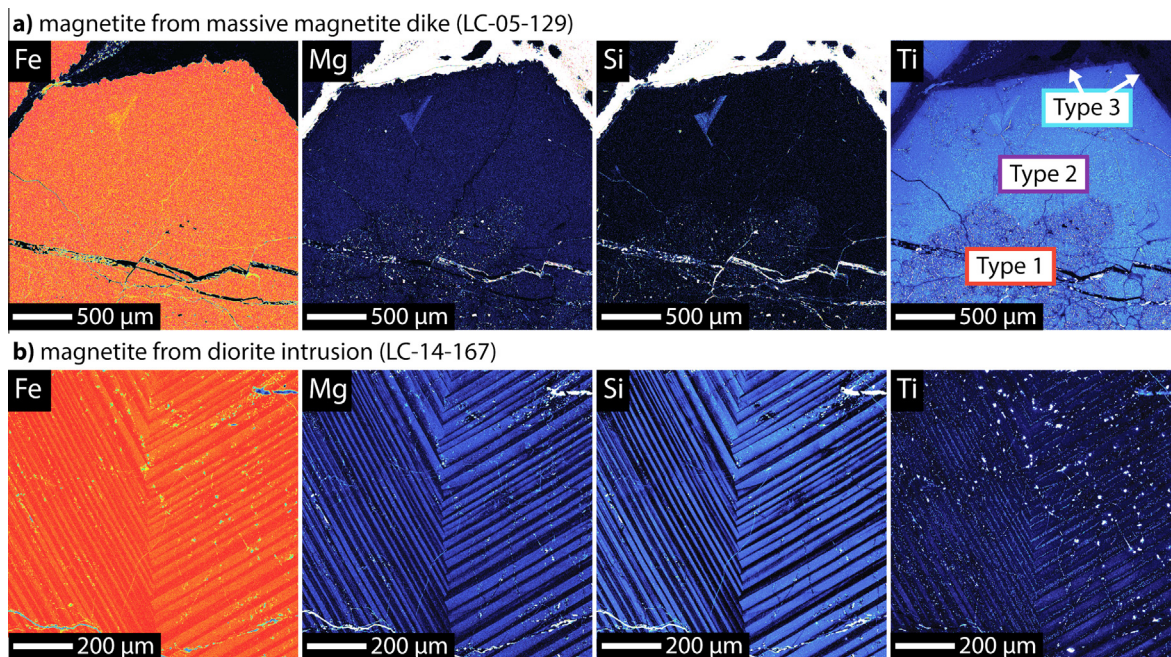 a) magnetite from massive magnetite dike (LC-05-129)
Fe Mg Si Ti
Type 3
Type 2
Type 1
500 µm 500 µm 500 µm 500 µm
b) magnetite from diorite intrusion (LC-14-167)
Fe Mg Si Ti
200 µm 200 µm 200 µm 200 µm